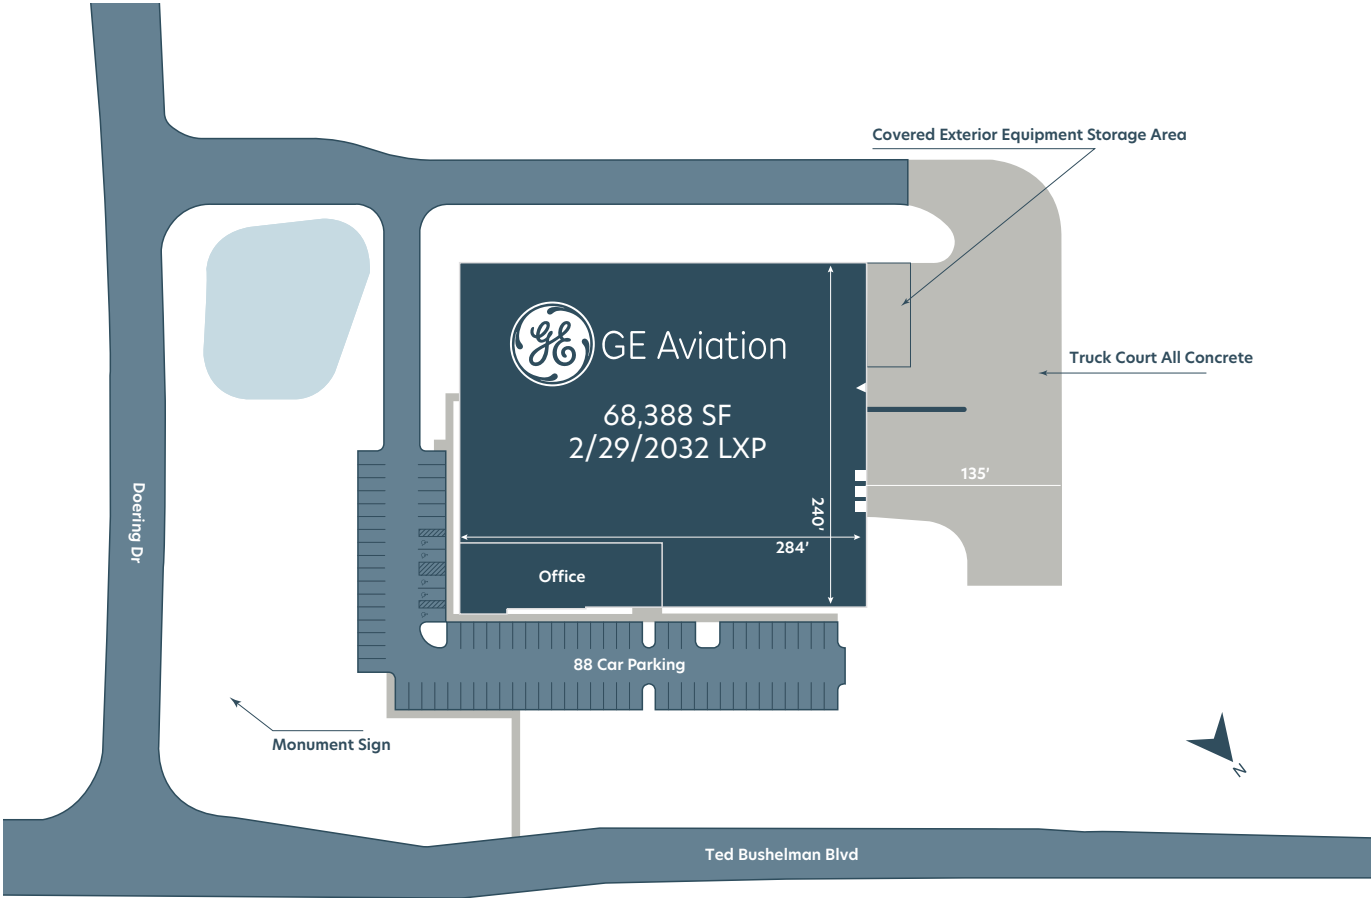 Covered Exterior Equipment Storage Area
GE GE Aviation
68,388 SF
2/29/2032 LXP
Truck Court All Concrete
135’
240’
284’
Office
Doering Dr
88 Car Parking
Monument Sign
N
Ted Bushelman Blvd